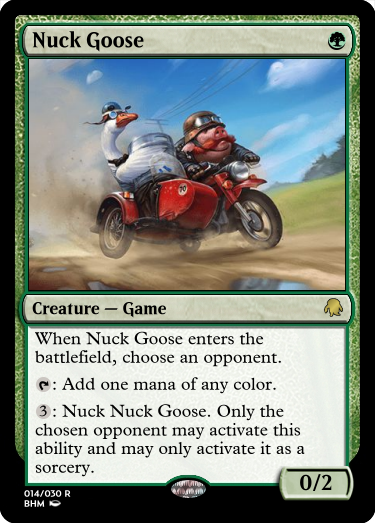 Nuck Goose
Creature — Game
When Nuck Goose enters the
battlefield, choose an opponent.
: Add one mana of any color.
3: Nuck Nuck Goose. Only the
chosen opponent may activate this
ability and may only activate it as a
sorcery.
0/2
014/030 R
BHM